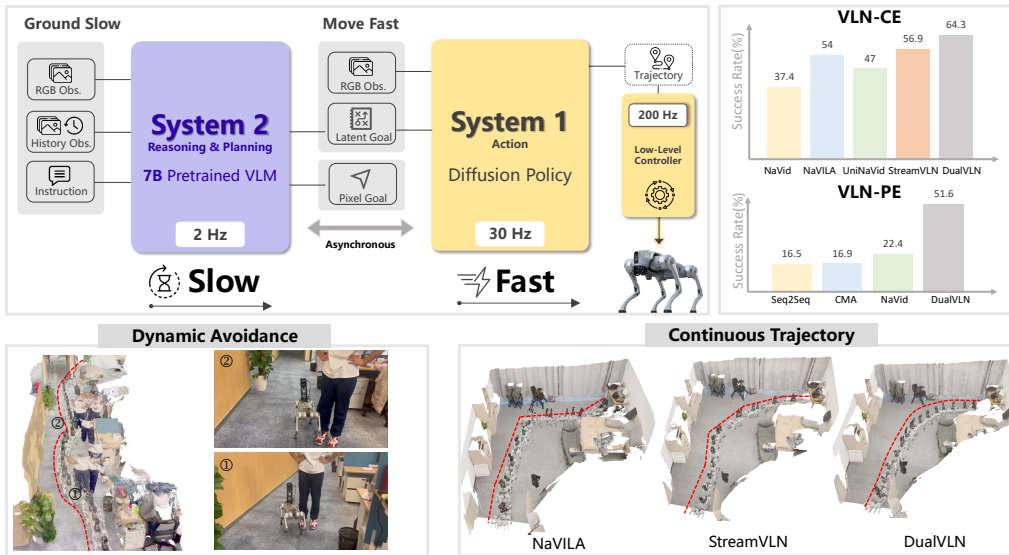 Ground Slow
RGB Obs.
History Obs.
Instruction
System 2
Reasoning & Planning
7B Pretrained VLM
2 Hz
Slow
Move Fast
RGB Obs.
Latent Goal
Pixel Goal
Asynchronous
System 1
Action
Diffusion Policy
30 Hz
Fast
Trajectory
200 Hz
Low-Level
Controller
VLN-CE
Success Rate(%)
37.4
54
47
56.9
64.3
NaVid
NaVILA
UniNaVid
StreamVLN
DualVLN
VLN-PE
Success Rate(%)
16.5
16.9
22.4
51.6
Seq2Seq
CMA
NaVid
DualVLN
Dynamic Avoidance
②
①
②
①
Continuous Trajectory
NaVILA
StreamVLN
DualVLN